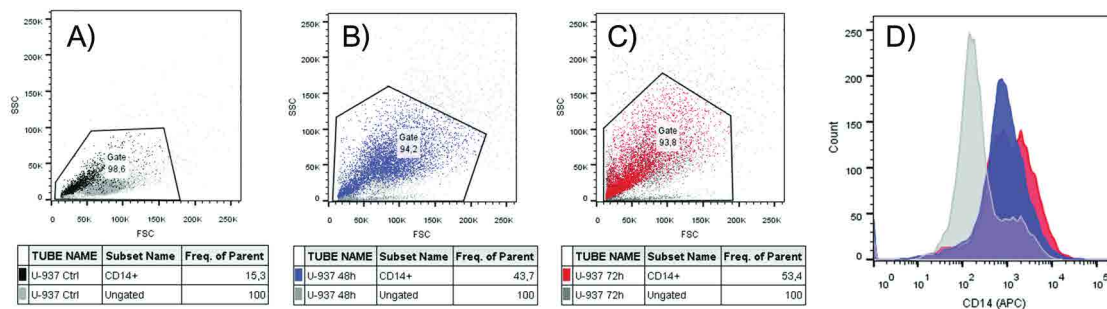 A)
250K
200K
150K
100K
50K
0
SSC
Gate
98,6
0 50K 100K 150K 200K 250K
FSC
TUBE NAME Subset Name Freq. of Parent
U-937 Ctrl CD14+ 15,3
U-937 Ctrl Ungated 100
B)
250K
200K
150K
100K
50K
0
SSC
Gate
94,2
0 50K 100K 150K 200K 250K
FSC
TUBE NAME Subset Name Freq. of Parent
U-937 48h CD14+ 43,7
U-937 48h Ungated 100
C)
250K
200K
150K
100K
50K
0
SSC
Gate
93,8
0 50K 100K 150K 200K 250K
FSC
TUBE NAME Subset Name Freq. of Parent
U-937 72h CD14+ 53,4
U-937 72h Ungated 100
D)
250
200
150
100
50
0
Count
10^0 10^1 10^2 10^3 10^4 10^5
CD14 (APC)